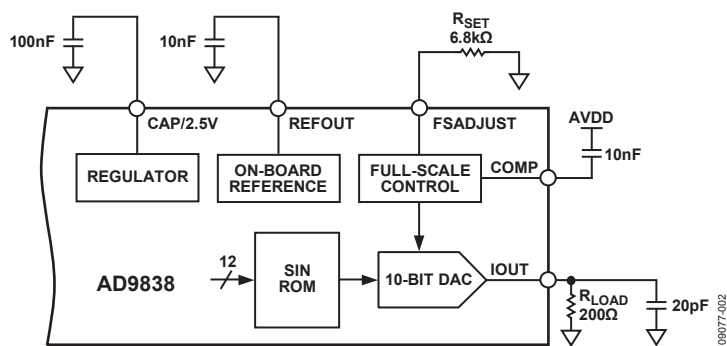 100nF
10nF
RSET
6.8kΩ
CAP/2.5V
REFOUT
FSADJUST
AVDD
10nF
REGULATOR
ON-BOARD
REFERENCE
FULL-SCALE
CONTROL
COMP
AD9838
12
SIN
ROM
10-BIT DAC
IOUT
RLOAD
200Ω
20pF
09077-002